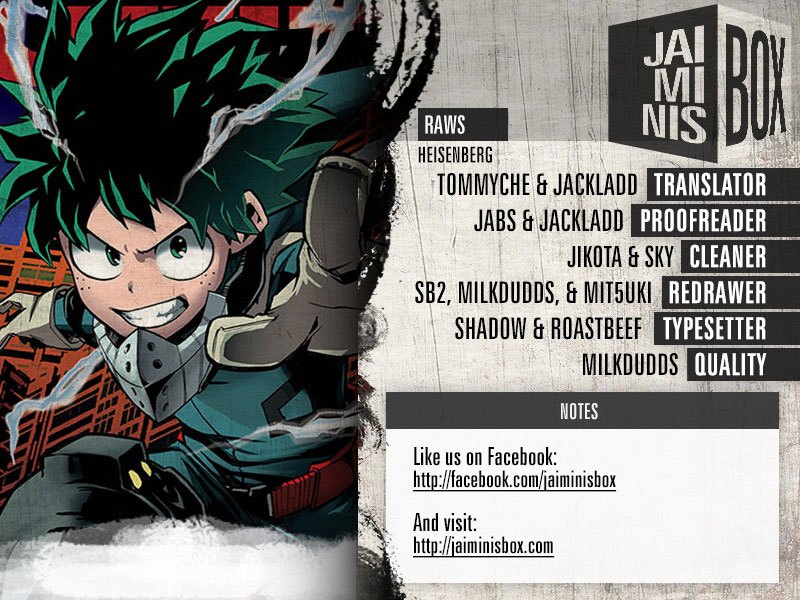 JAI
MI
NIS
BOX
RAWS
HEISENBERG
TOMMYCHE & JACKLADD TRANSLATOR
JABS & JACKLADD PROOFREADER
JIKOTA & SKY CLEANER
SB2, MILKDUDDS, & MIT5UKI REDRAWER
SHADOW & ROASTBEEF TYPESETTER
MILKDUDDS QUALITY
NOTES
Like us on Facebook:
http://facebook.com/jaiminisbox
And visit:
http://jaiminisbox.com